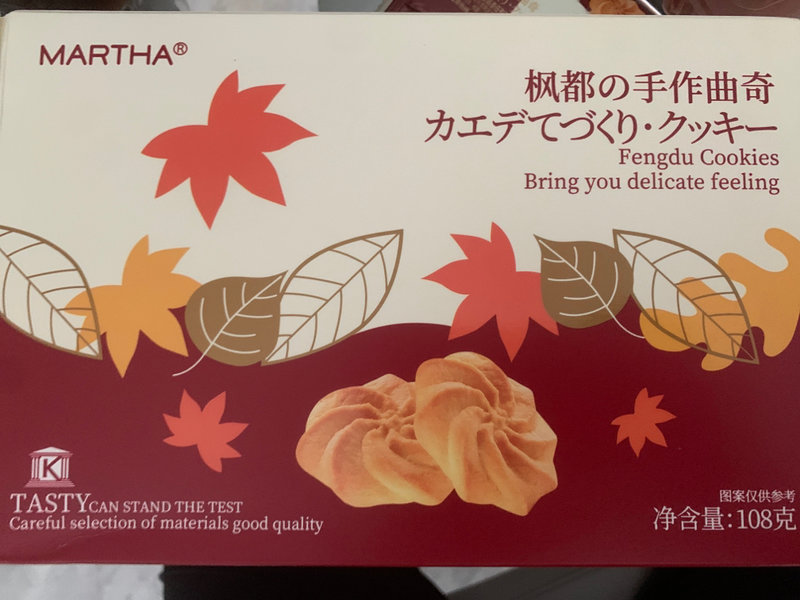 MARTHA®
枫都の手作曲奇
カエデてづくり・クッキー
Fengdu Cookies
Bring you delicate feeling
K
TASTY CAN STAND THE TEST
Careful selection of materials good quality
图案仅供参考
净含量:108克